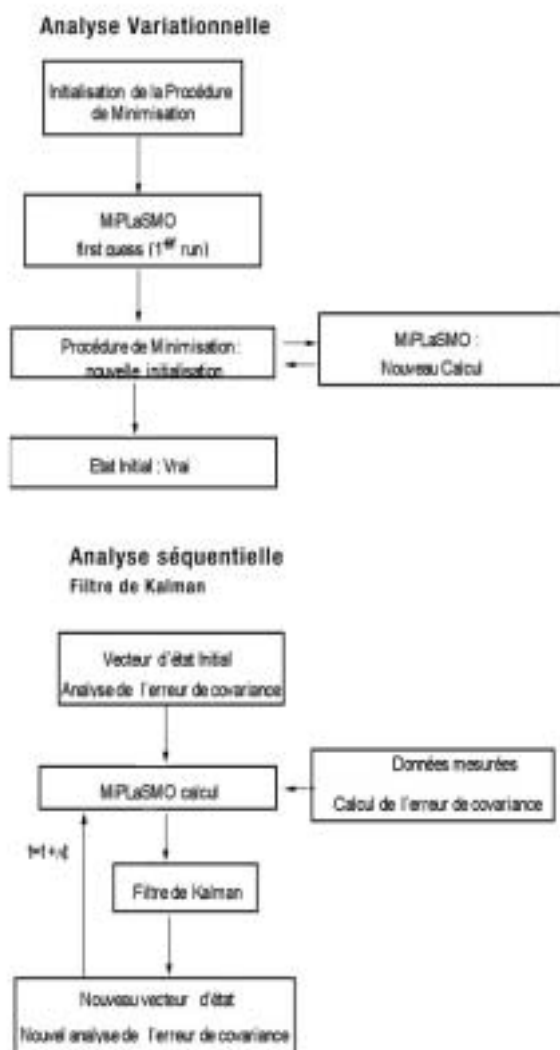 Analyse Variationnelle
Initialisation de la Procédure
de Minimisation
MiPLaSMO
first guess (1er run)
Procédure de Minimisation :
nouvelle initialisation
MiPLaSMO :
Nouveau Calcul
Etat Initial : Vrai
Analyse séquentielle
Filtre de Kalman
Vecteur d'état Initial
Analyse de l'erreur de covariance
MiPLaSMO calcul
Données mesurées
Calcul de l'erreur de covariance
Filtre de Kalman
Nouveau vecteur d'état
Nouvel analyse de l'erreur de covariance